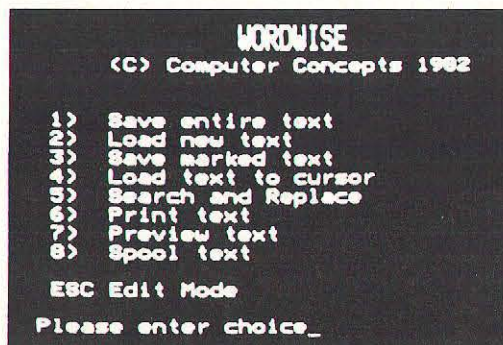 WORDWISE
(C) Computer Concepts 1982
1) Save entire text
2) Load new text
3) Save marked text
4) Load text to cursor
5) Search and Replace
6) Print text
7) Preview text
8) Spool text
ESC Edit Mode
Please enter choice_